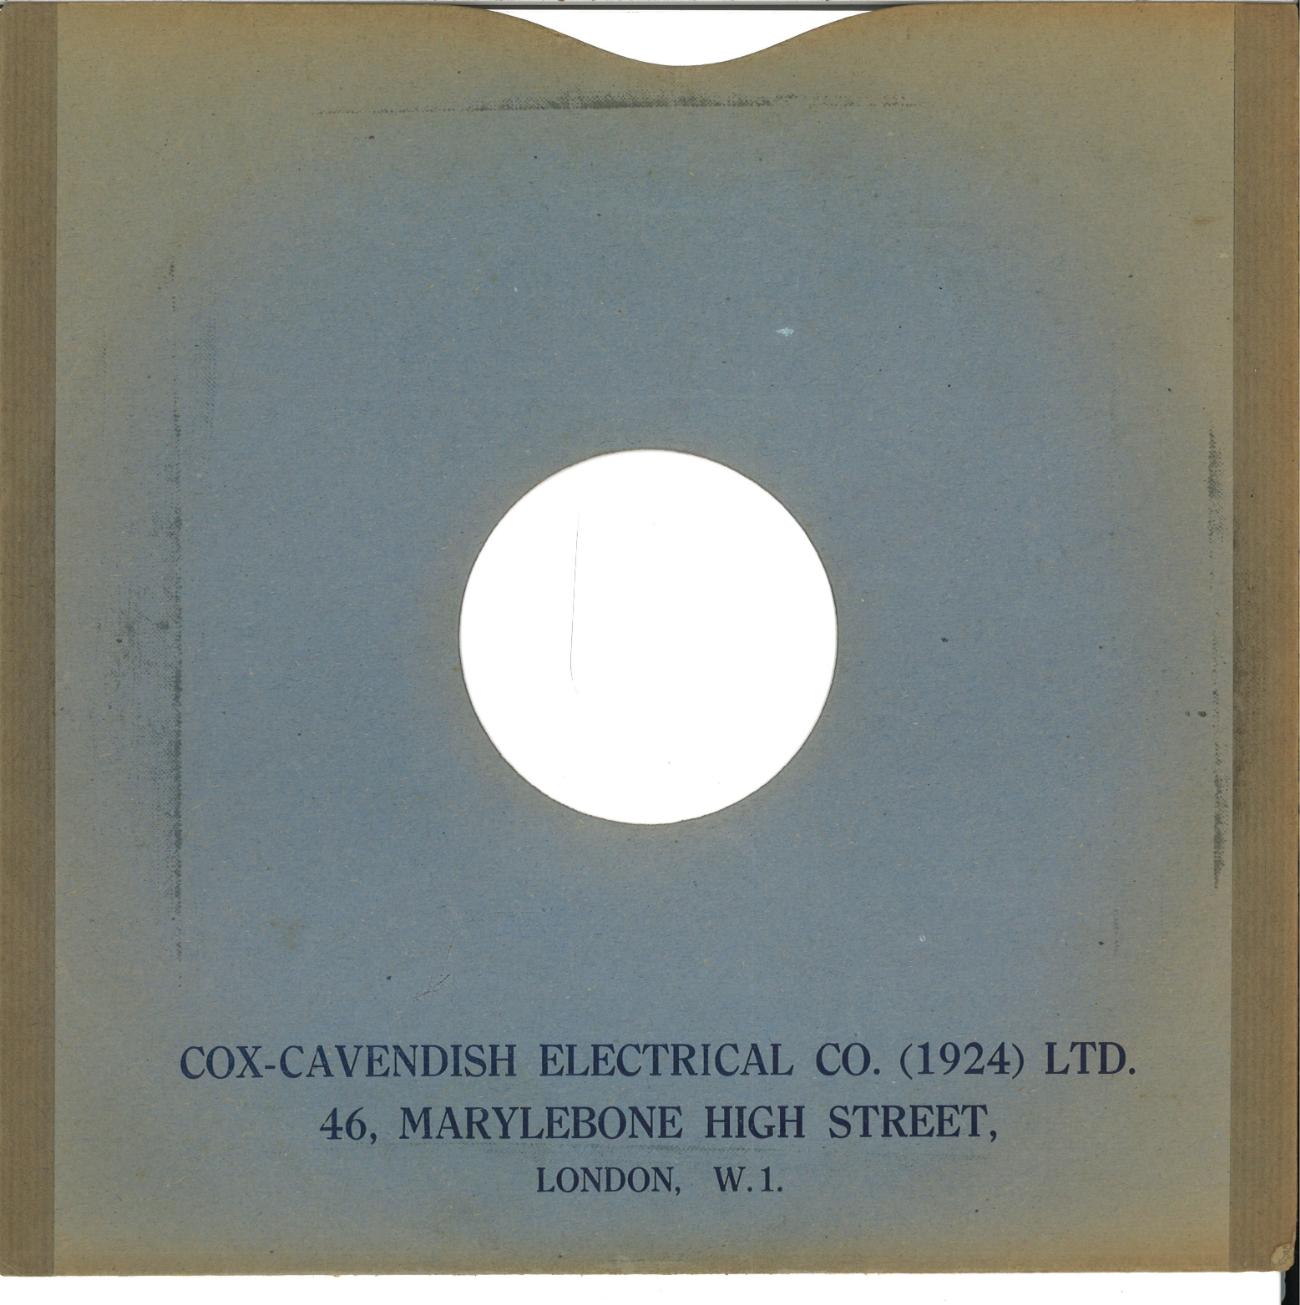 COX-CAVENDISH ELECTRICAL CO. (1924) LTD.
46, MARYLEBONE HIGH STREET,
LONDON, W.1.